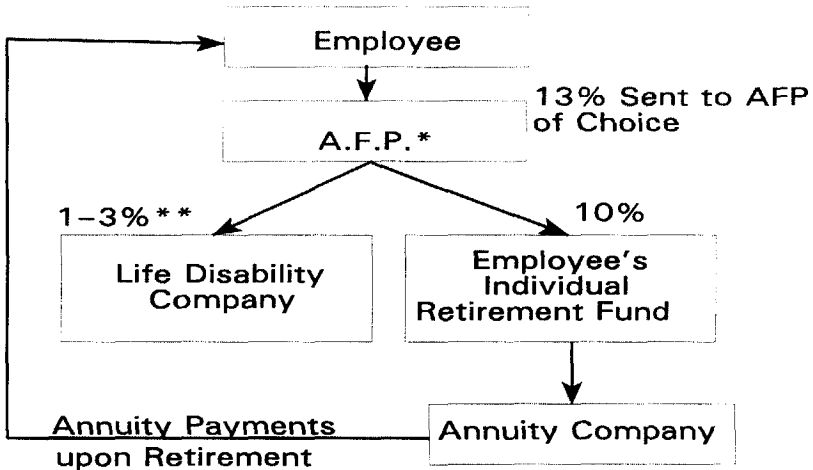 Employee
13% Sent to AFP
of Choice
A.F.P.*
1-3%**
10%
Life Disability
Company
Employee's
Individual
Retirement Fund
Annuity Payments
upon Retirement
Annuity Company